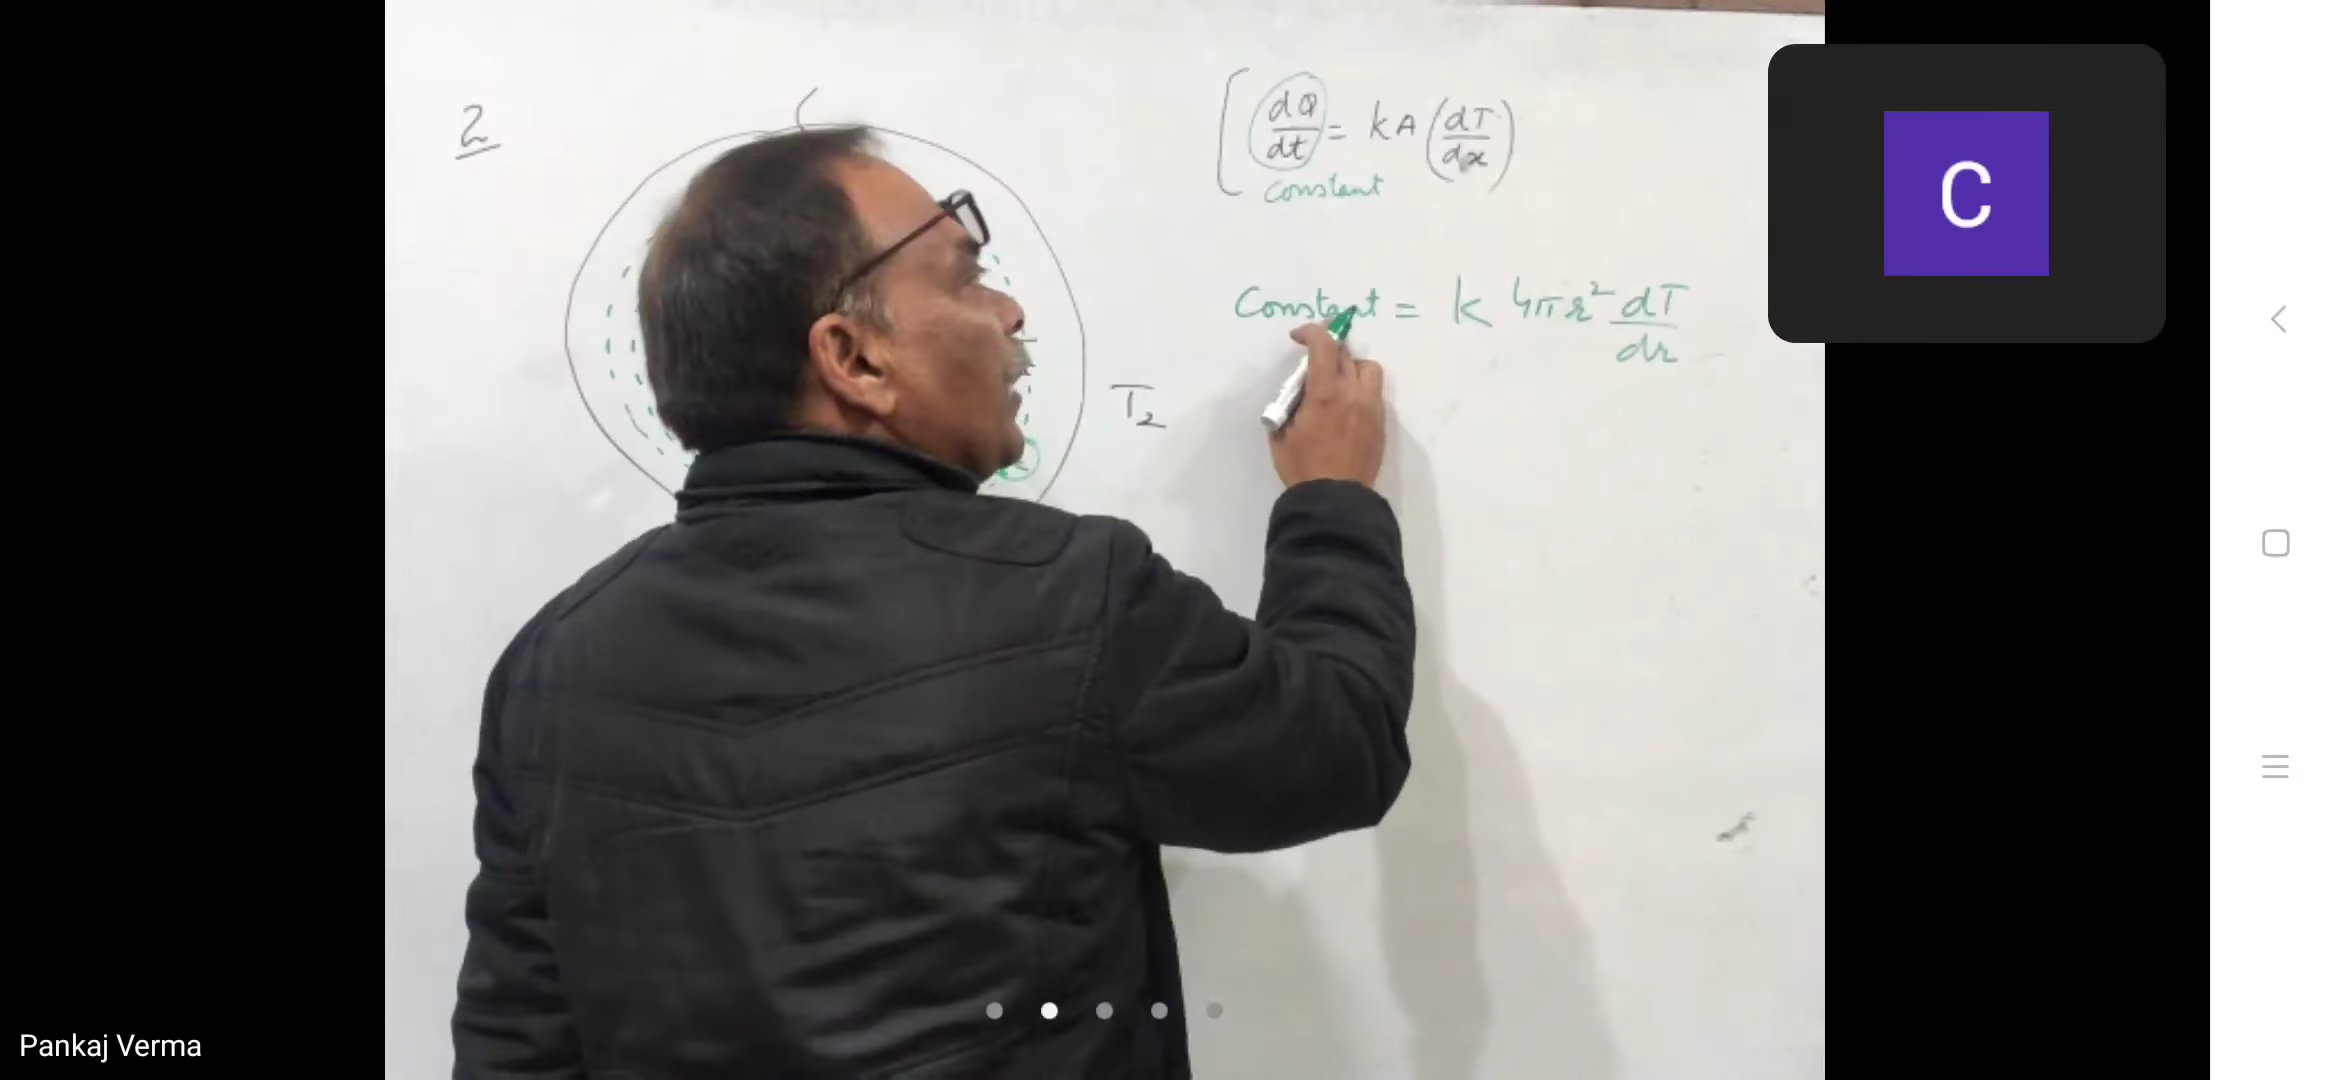 2
dQ/dt = kA (dT/dx)
constant
Constant = k 4πr² dT/dr
T₂
C
Pankaj Verma